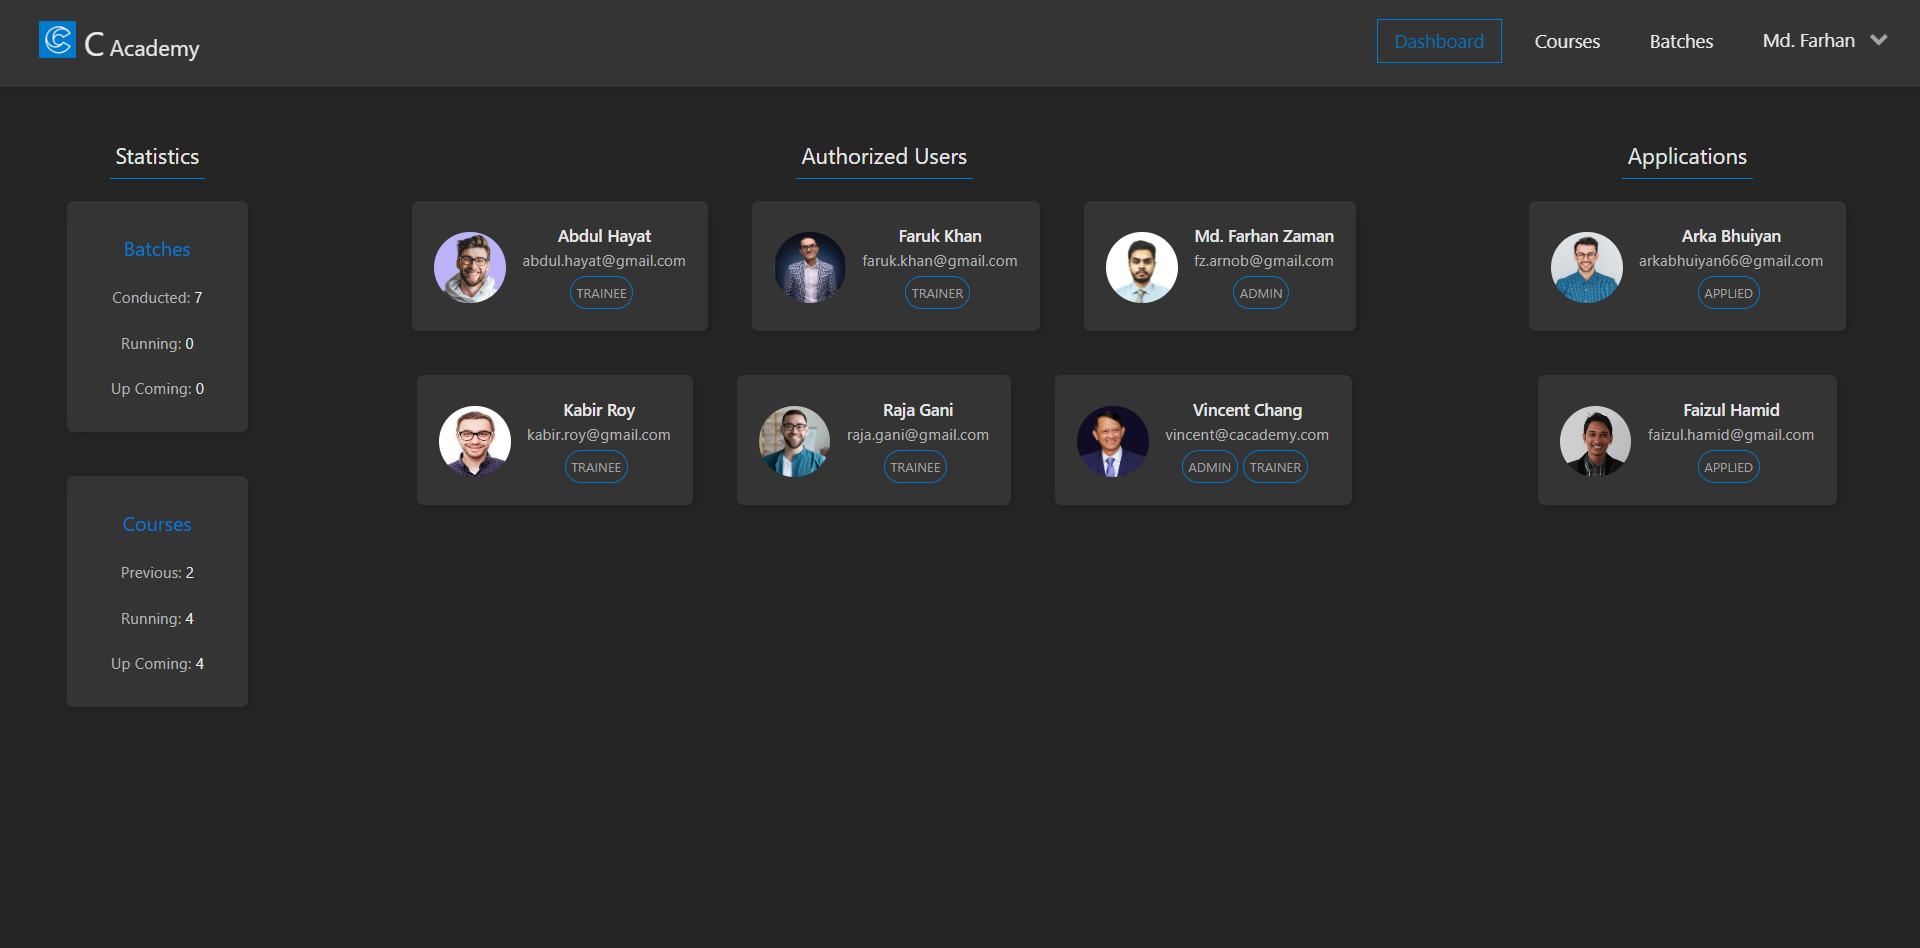 C Academy
Dashboard
Courses
Batches
Md. Farhan
Statistics
Batches
Conducted: 7
Running: 0
Up Coming: 0
Courses
Previous: 2
Running: 4
Up Coming: 4
Authorized Users
Abdul Hayat
abdul.hayat@gmail.com
TRAINEE
Faruk Khan
faruk.khan@gmail.com
TRAINER
Md. Farhan Zaman
fz.arnob@gmail.com
ADMIN
Kabir Roy
kabir.roy@gmail.com
TRAINEE
Raja Gani
raja.gani@gmail.com
TRAINEE
Vincent Chang
vincent@cacademy.com
ADMIN TRAINER
Applications
Arka Bhuiyan
arkabhuiyan66@gmail.com
APPLIED
Faizul Hamid
faizul.hamid@gmail.com
APPLIED